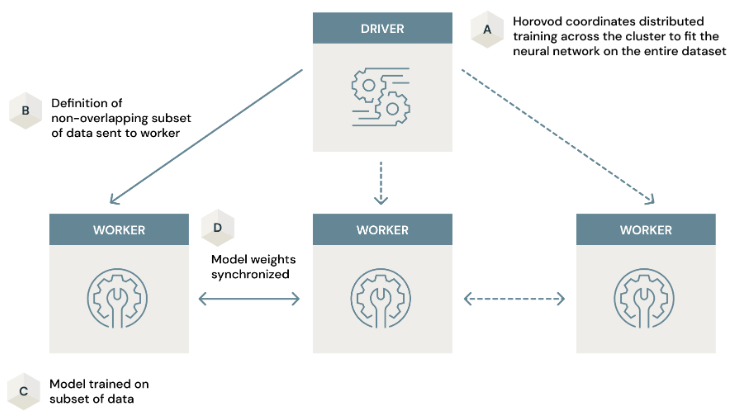 DRIVER
A
Horovod coordinates distributed
training across the cluster to fit the
neural network on the entire dataset
B
Definition of
non-overlapping subset
of data sent to worker
WORKER
D
WORKER
WORKER
Model weights
synchronized
C
Model trained on
subset of data